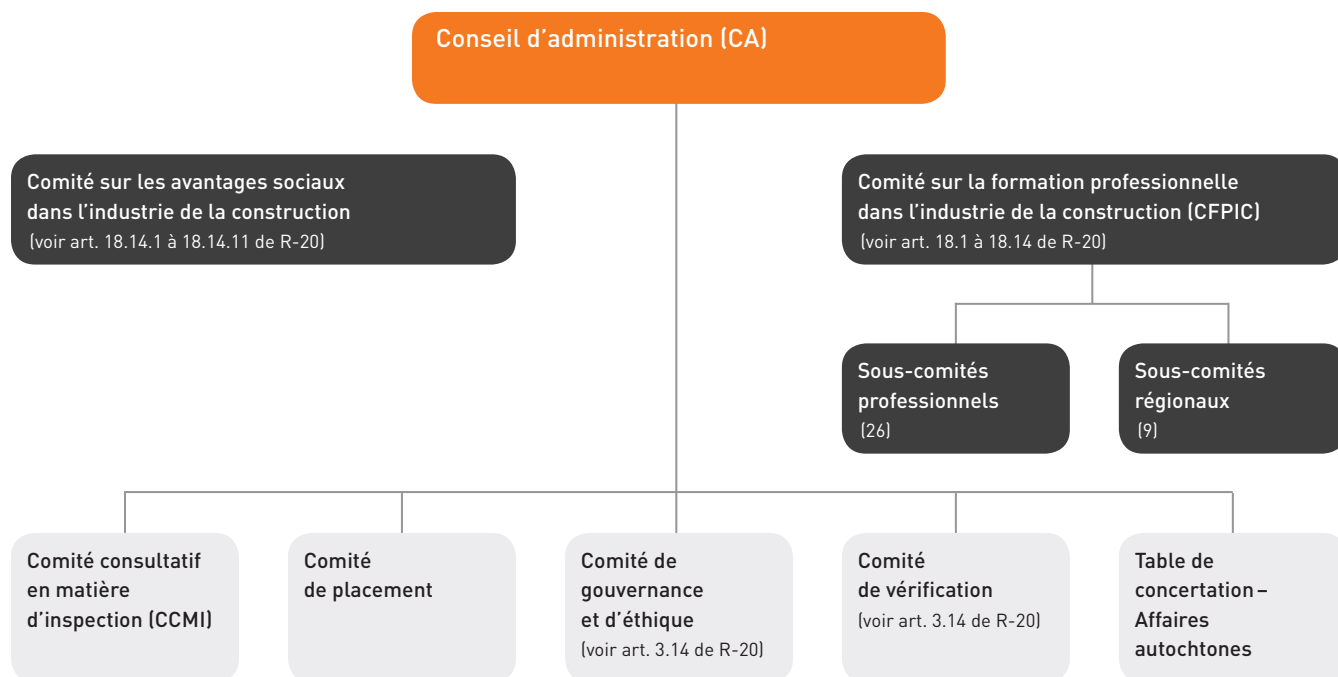 Conseil d’administration (CA)
Comité sur les avantages sociaux
dans l’industrie de la construction
(voir art. 18.14.1 à 18.14.11 de R-20)
Comité sur la formation professionnelle
dans l’industrie de la construction (CFPIC)
(voir art. 18.1 à 18.14 de R-20)
Sous-comités
professionnels
(26)
Sous-comités
régionaux
(9)
Comité consultatif
en matière
d’inspection (CCMI)
Comité
de placement
Comité de
gouvernance
et d’éthique
(voir art. 3.14 de R-20)
Comité
de vérification
(voir art. 3.14 de R-20)
Table de
concertation –
Affaires
autochtones